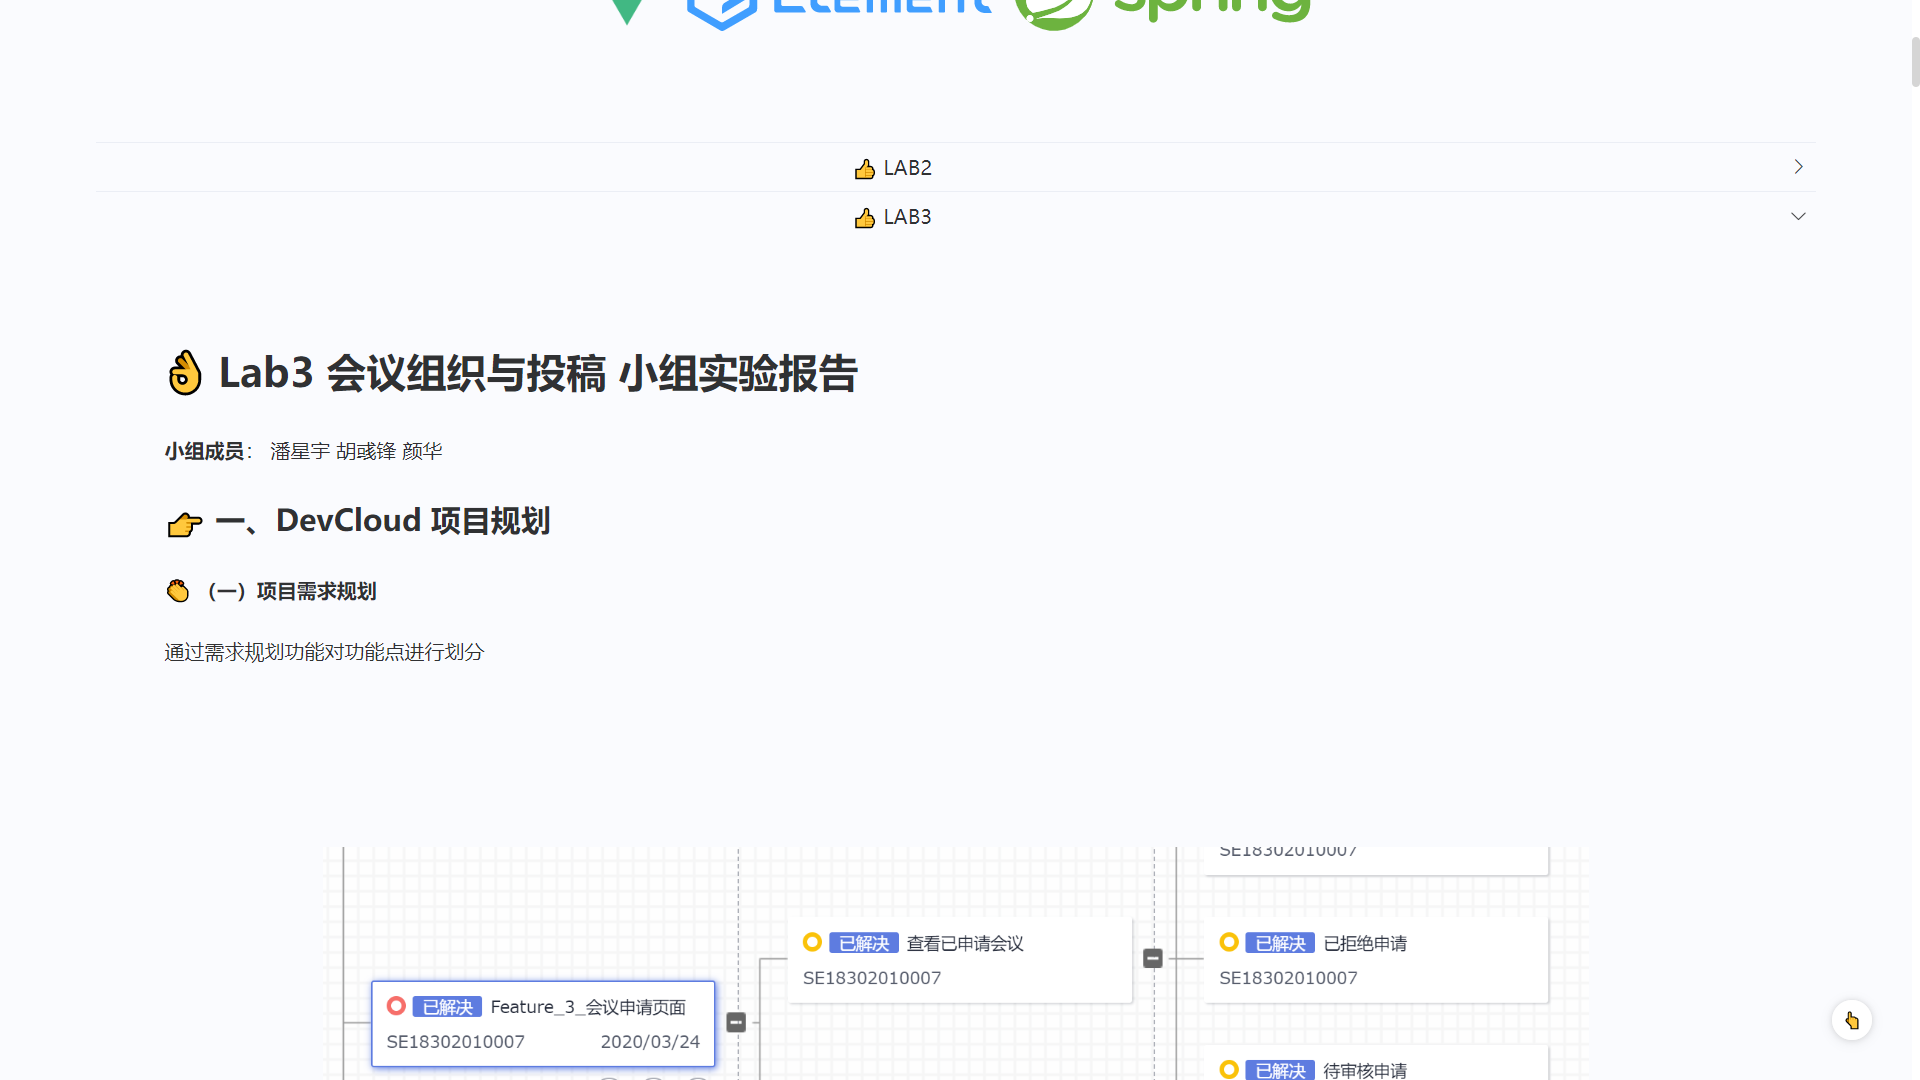 Element spring
LAB2
LAB3
Lab3 会议组织与投稿 小组实验报告
小组成员： 潘星宇 胡彧锋 颜华
一、DevCloud 项目规划
（一）项目需求规划
通过需求规划功能对功能点进行划分
SE18302010007
已解决 查看已申请会议
SE18302010007
已解决 已拒绝申请
SE18302010007
已解决 Feature_3_会议申请页面
SE18302010007 2020/03/24
已解决 待审核申请